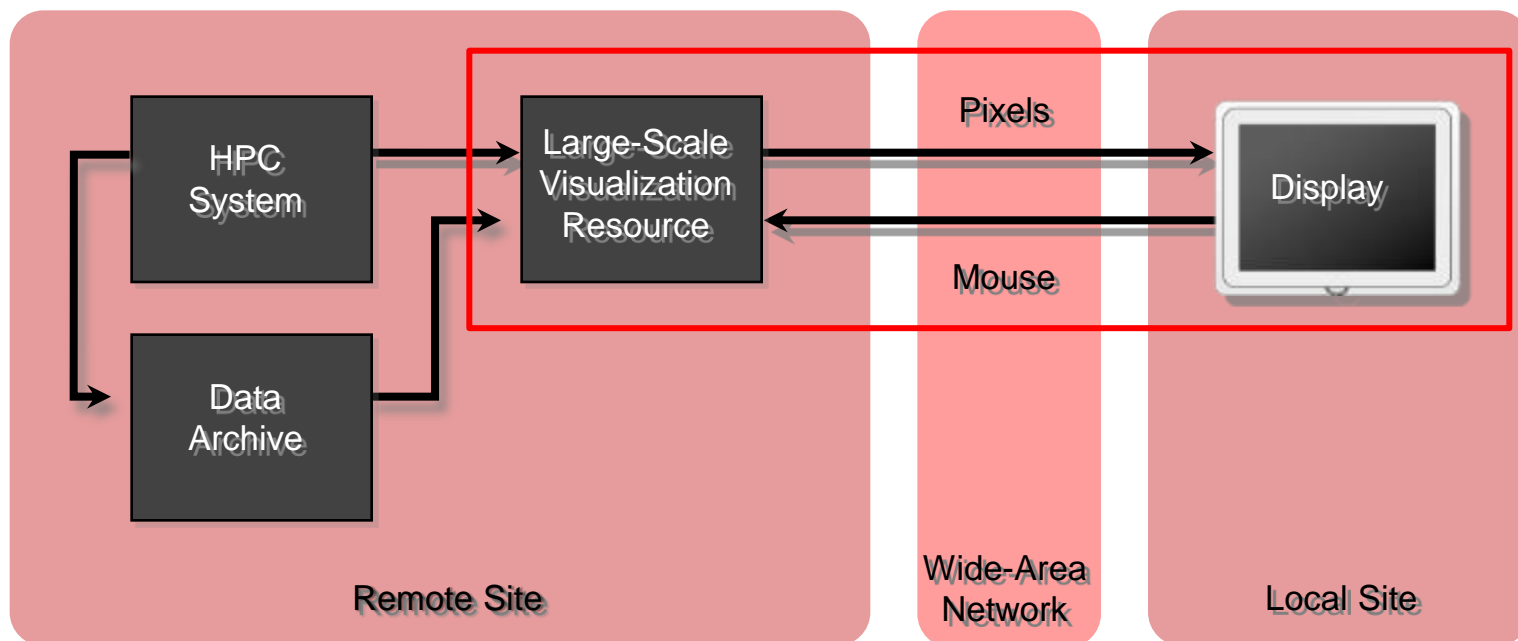 HPC
System
Large-Scale
Visualization
Resource
Pixels
Mouse
Display
Data
Archive
Remote Site
Wide-Area
Network
Local Site